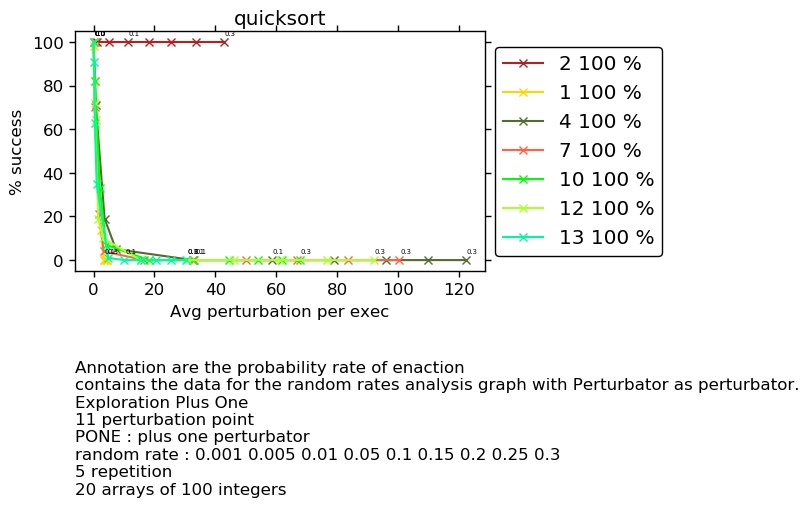 quicksort
0.1
0.3
100
80
60
40
20
0
% success
0.1
0.1
0.3
0.3
0.3
0.3
0 20 40 60 80 100 120
Avg perturbation per exec
2 100 %
1 100 %
4 100 %
7 100 %
10 100 %
12 100 %
13 100 %
Annotation are the probability rate of enaction
contains the data for the random rates analysis graph with Perturbator as perturbator.
Exploration Plus One
11 perturbation point
PONE : plus one perturbator
random rate : 0.001 0.005 0.01 0.05 0.1 0.15 0.2 0.25 0.3
5 repetition
20 arrays of 100 integers